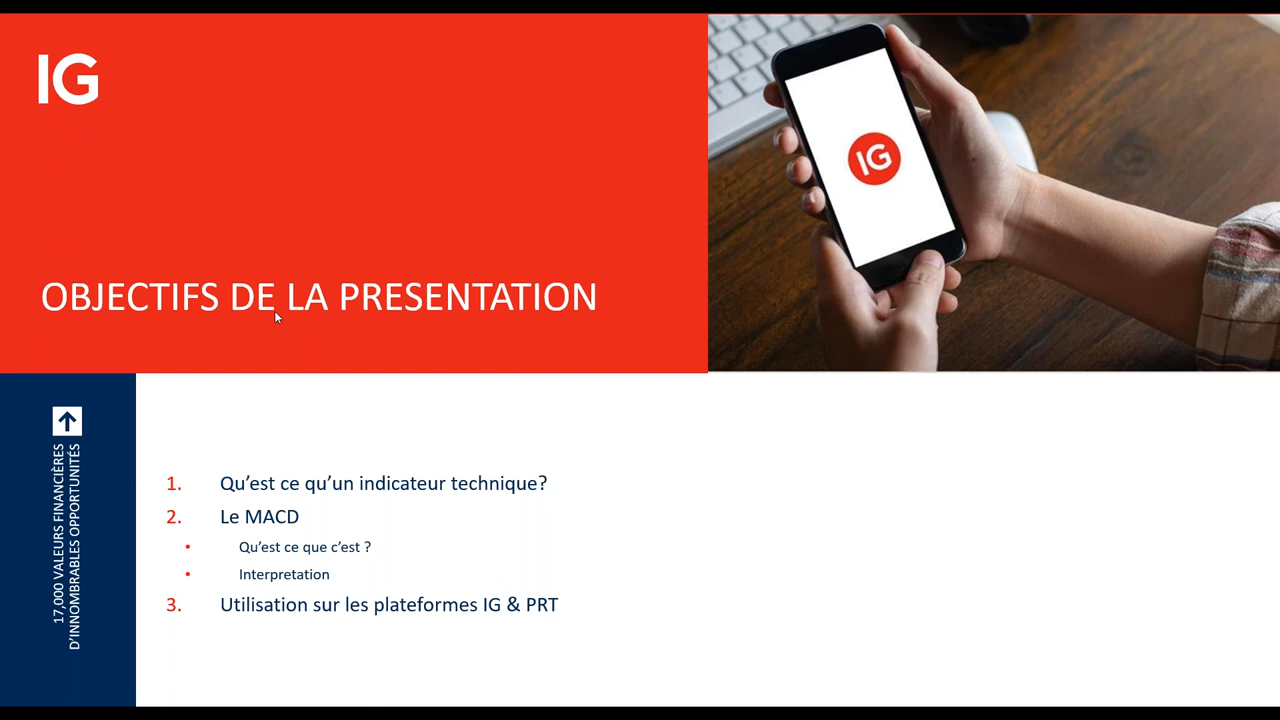 IG
IG
OBJECTIFS DE LA PRESENTATION
17,000 VALEURS FINANCIÈRES
D'INNOMBRABLES OPPORTUNITÉS
1. Qu'est ce qu'un indicateur technique?
2. Le MACD
• Qu'est ce que c'est ?
• Interpretation
3. Utilisation sur les plateformes IG & PRT